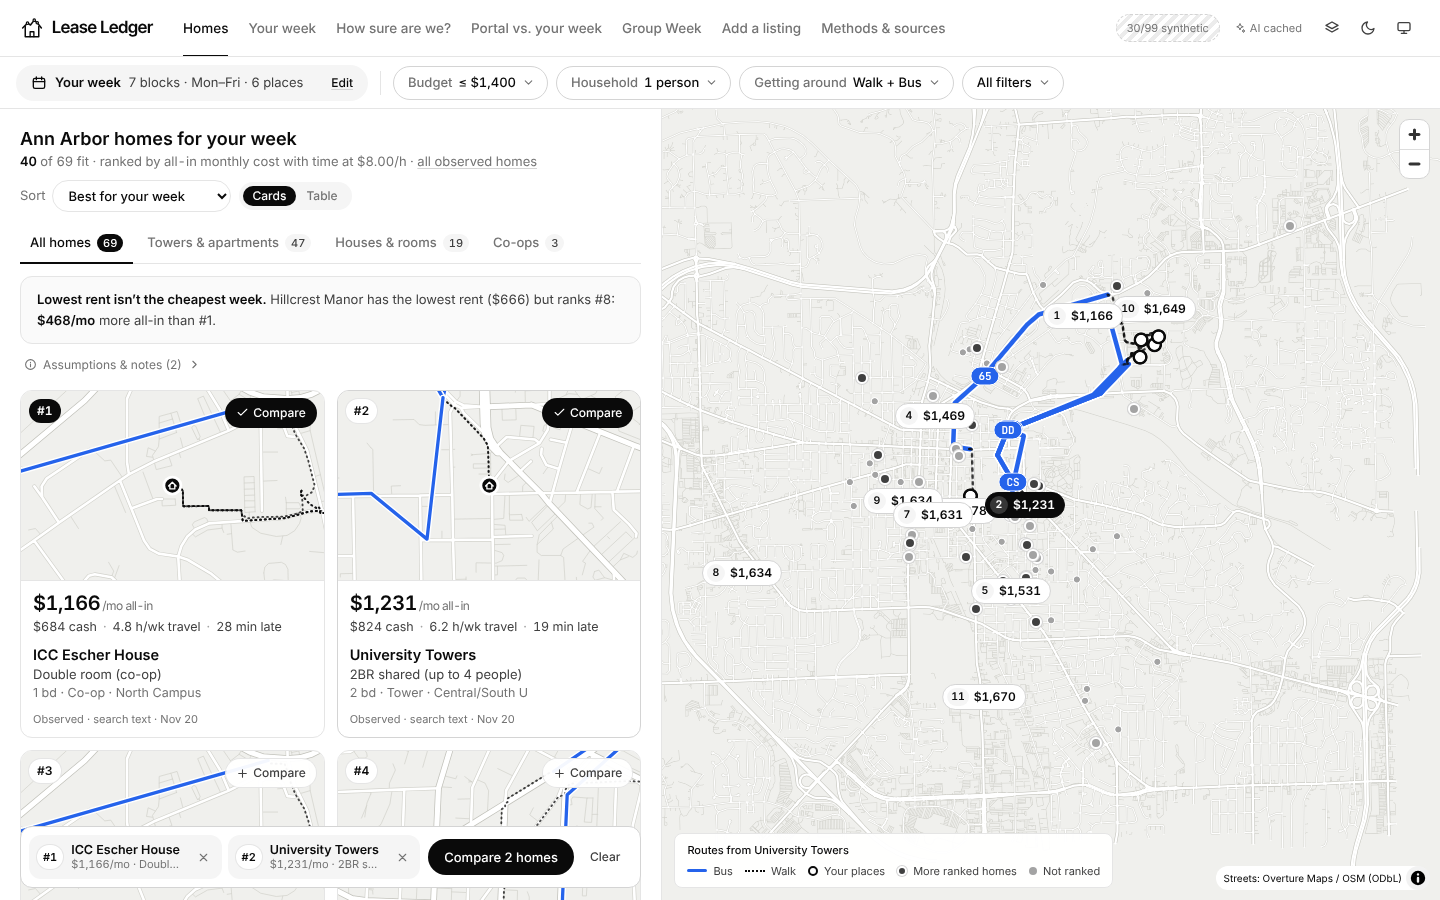 Lease Ledger
Homes
Your week
How sure are we?
Portal vs. your week
Group Week
Add a listing
Methods & sources
30/99 synthetic
AI cached
Your week 7 blocks · Mon–Fri · 6 places Edit
Budget ≤ $1,400
Household 1 person
Getting around Walk + Bus
All filters
Ann Arbor homes for your week
40 of 69 fit · ranked by all-in monthly cost with time at $8.00/h · all observed homes
Sort Best for your week
Cards Table
All homes 69
Towers & apartments 47
Houses & rooms 19
Co-ops 3
Lowest rent isn’t the cheapest week. Hillcrest Manor has the lowest rent ($666) but ranks #8:
$468/mo more all-in than #1.
Assumptions & notes (2)
#1
Compare
$1,166 /mo all-in
$684 cash · 4.8 h/wk travel · 28 min late
ICC Escher House
Double room (co-op)
1 bd · Co-op · North Campus
Observed · search text · Nov 20
#2
Compare
$1,231 /mo all-in
$824 cash · 6.2 h/wk travel · 19 min late
University Towers
2BR shared (up to 4 people)
2 bd · Tower · Central/South U
Observed · search text · Nov 20
#3
+ Compare
#4
+ Compare
#1
ICC Escher House
$1,166/mo · Doubl...
#2
University Towers
$1,231/mo · 2BR s...
Compare 2 homes
Clear
1 $1,166
10 $1,649
65
4 $1,469
DD
CS
9 $1,634
7 $1,631
78
2 $1,231
8 $1,634
5 $1,531
11 $1,670
Routes from University Towers
Bus
Walk
Your places
More ranked homes
Not ranked
Streets: Overture Maps / OSM (ODbL)